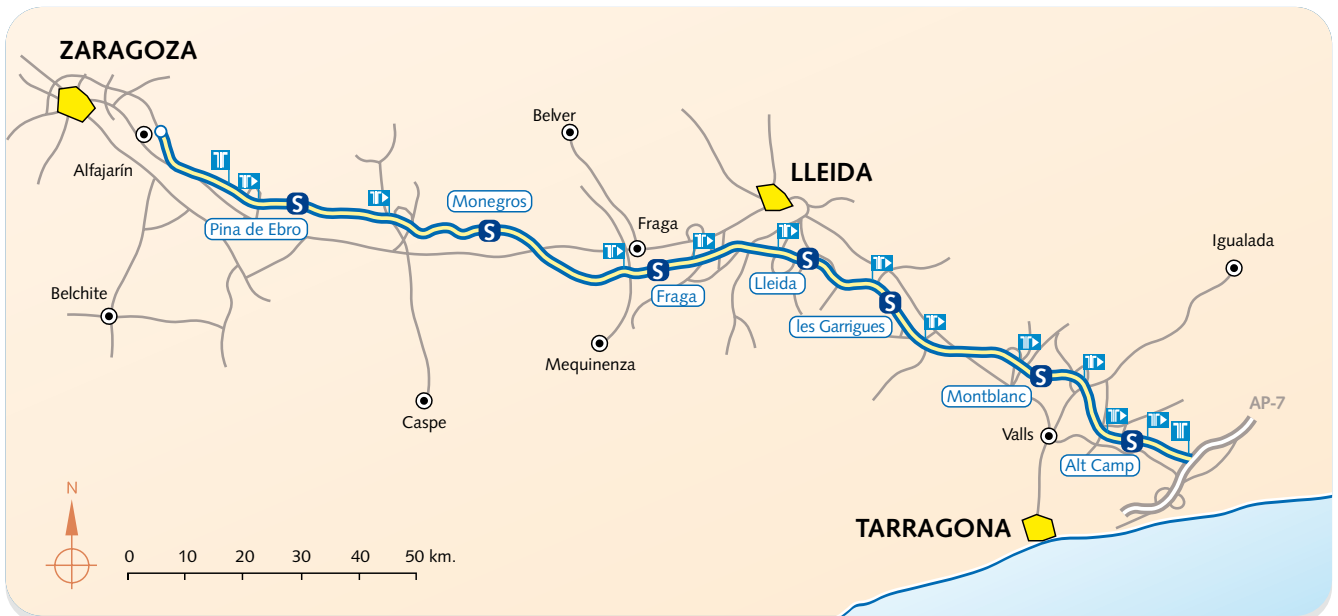 ZARAGOZA
Belver
Alfajarín
LLEIDA
Monegros
Pina de Ebro
S
S
Fraga
Igualada
S
S
Lleida
Fraga
Belchite
S
les Garrigues
Mequinenza
S
Montblanc
AP-7
Caspe
Valls
S
Alt Camp
N
TARRAGONA
0 10 20 30 40 50 km.